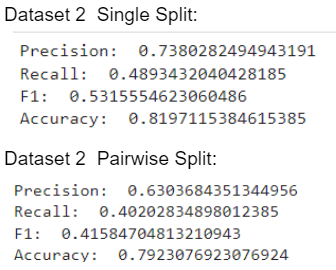 Dataset 2 Single Split:
Precision: 0.7380282494943191
Recall: 0.4893432040428185
F1: 0.5315554623060486
Accuracy: 0.8197115384615385
Dataset 2 Pairwise Split:
Precision: 0.6303684351344956
Recall: 0.40202834898012385
F1: 0.41584704813210943
Accuracy: 0.7923076923076924